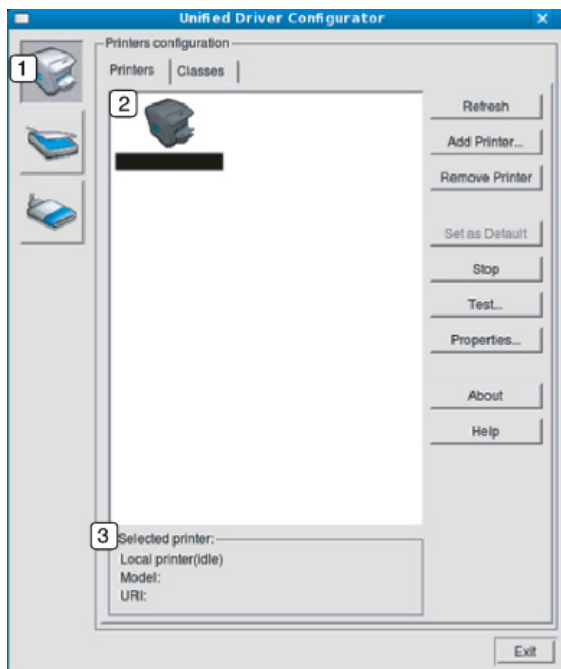 Unified Driver Configurator
Printers configuration
1
Printers
Classes
2
Refresh
Add Printer...
Remove Printer
Set as Default
Stop
Test...
Properties...
About
Help
3
Selected printer:
Local printer(idle)
Model:
URI:
Exit